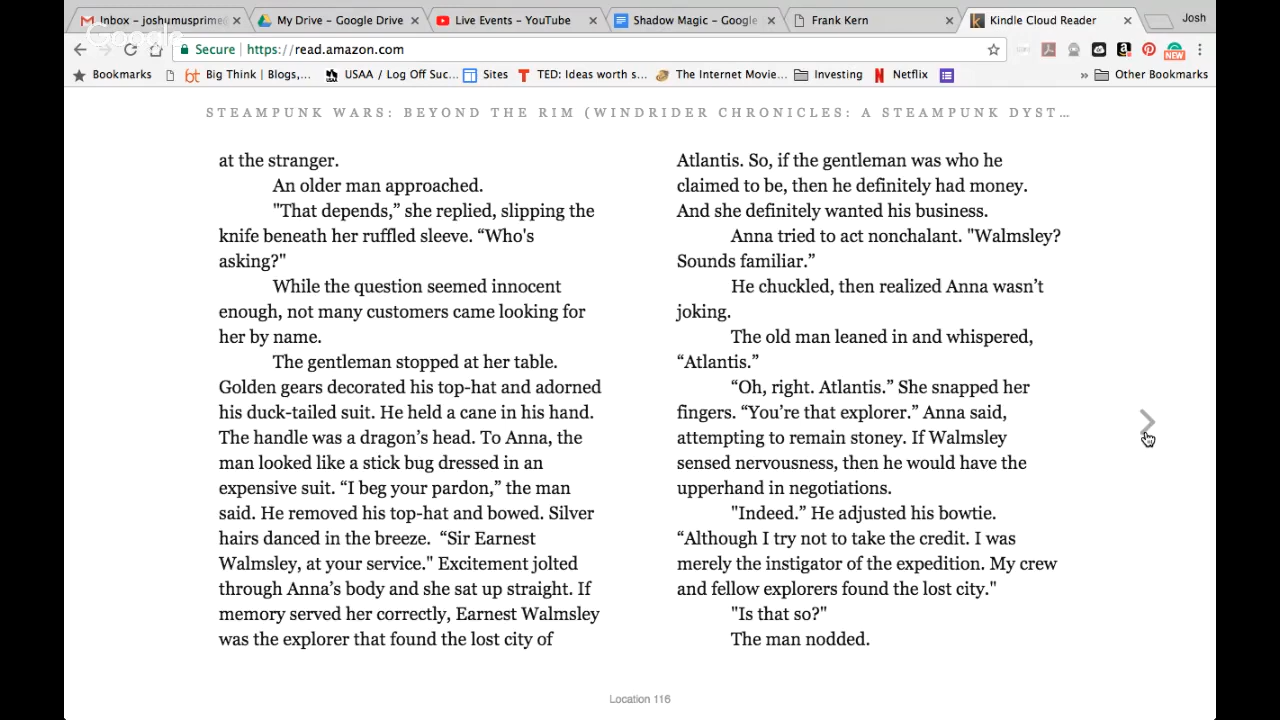 Inbox – joshumusprime@
My Drive – Google Drive
Live Events – YouTube
Shadow Magic – Google
Frank Kern
Kindle Cloud Reader
Josh
Google
Secure
https://read.amazon.com
NEW
Bookmarks
bt
Big Think | Blogs,...
USAA / Log Off Suc...
Sites
TED: Ideas worth s...
The Internet Movie...
Investing
Netflix
»
Other Bookmarks
STEAMPUNK WARS: BEYOND THE RIM (WINDRIDER CHRONICLES: A STEAMPUNK DYST...
at the stranger.
An older man approached.
"That depends,” she replied, slipping the
knife beneath her ruffled sleeve. “Who's
asking?"
While the question seemed innocent
enough, not many customers came looking for
her by name.
The gentleman stopped at her table.
Golden gears decorated his top-hat and adorned
his duck-tailed suit. He held a cane in his hand.
The handle was a dragon’s head. To Anna, the
man looked like a stick bug dressed in an
expensive suit. “I beg your pardon,” the man
said. He removed his top-hat and bowed. Silver
hairs danced in the breeze.  “Sir Earnest
Walmsley, at your service." Excitement jolted
through Anna’s body and she sat up straight. If
memory served her correctly, Earnest Walmsley
was the explorer that found the lost city of
Atlantis. So, if the gentleman was who he
claimed to be, then he definitely had money.
And she definitely wanted his business.
Anna tried to act nonchalant. "Walmsley?
Sounds familiar.”
He chuckled, then realized Anna wasn’t
joking.
The old man leaned in and whispered,
“Atlantis.”
“Oh, right. Atlantis.” She snapped her
fingers. “You’re that explorer.” Anna said,
attempting to remain stoney. If Walmsley
sensed nervousness, then he would have the
upperhand in negotiations.
"Indeed.” He adjusted his bowtie.
“Although I try not to take the credit. I was
merely the instigator of the expedition. My crew
and fellow explorers found the lost city."
"Is that so?"
The man nodded.
Location 116